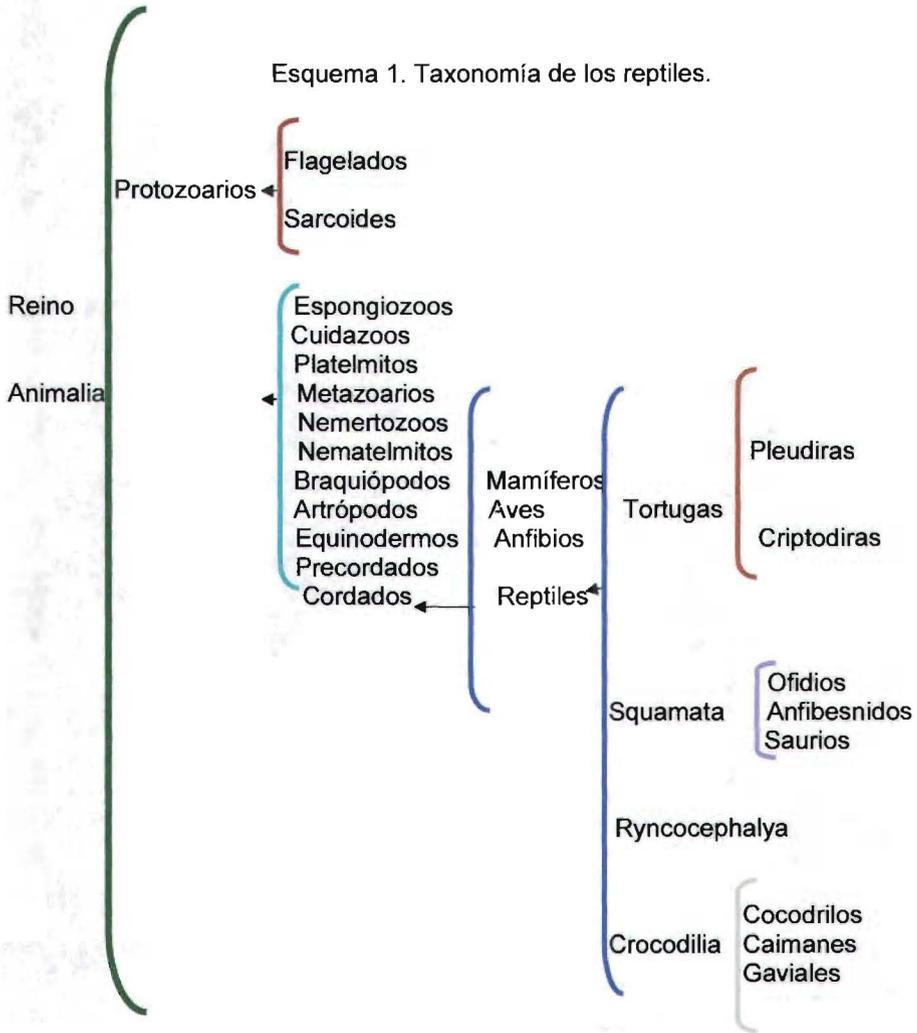 Esquema 1. Taxonomía de los reptiles.
Reino
Animalia
Protozoarios
Flagelados
Sarcoides
Espongiozoos
Cuidazoos
Platelmitos
Metazoarios
Nemertozoos
Nematelmitos
Braquiópodos
Artrópodos
Equinodermos
Precordados
Cordados
Mamíferos
Aves
Anfibios
Reptiles
Tortugas
Pleudiras
Criptodiras
Squamata
Ofidios
Anfibesnidos
Saurios
Ryncocephalya
Crocodilia
Cocodrilos
Caimanes
Gaviales